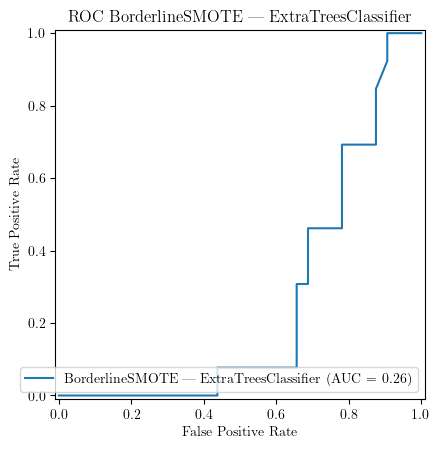 ROC BorderlineSMOTE — ExtraTreesClassifier
1.0
0.8
0.6
0.4
0.2
0.0
True Positive Rate
BorderlineSMOTE — ExtraTreesClassifier (AUC = 0.26)
0.0 0.2 0.4 0.6 0.8 1.0
False Positive Rate